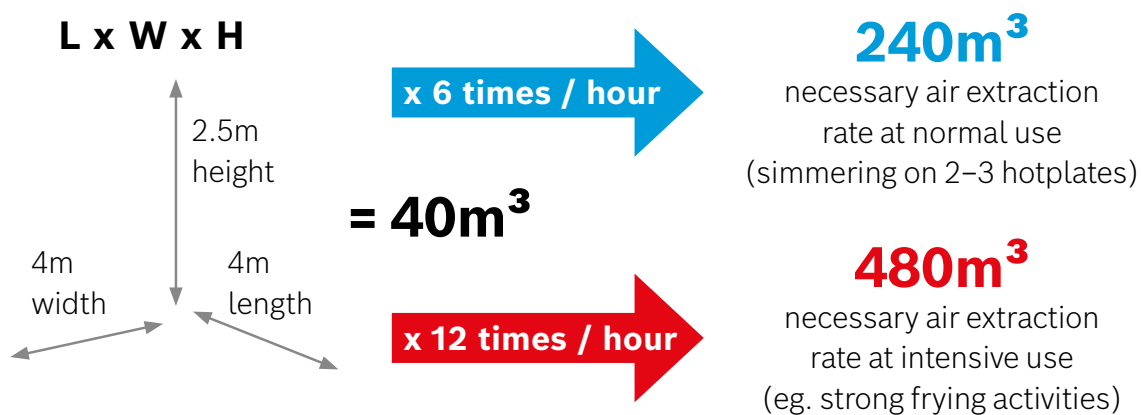 L x W x H
2.5m
height
4m
width
4m
length
= 40m³
x 6 times / hour
240m³
necessary air extraction
rate at normal use
(simmering on 2–3 hotplates)
x 12 times / hour
480m³
necessary air extraction
rate at intensive use
(eg. strong frying activities)